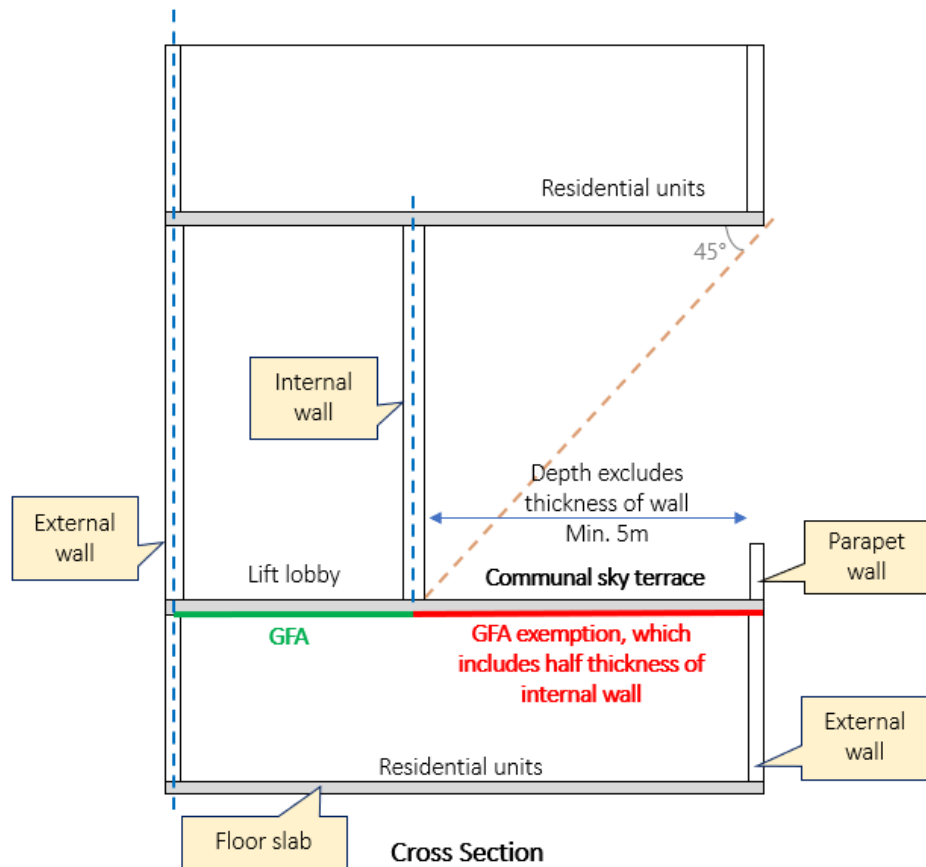 Residential units
45°
Internal
wall
Depth excludes
thickness of wall
Min. 5m
External
wall
Parapet
wall
Lift lobby
Communal sky terrace
GFA
GFA exemption, which
includes half thickness of
internal wall
External
wall
Residential units
Floor slab
Cross Section